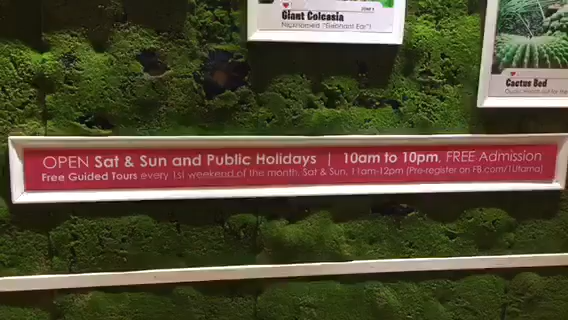 Giant Colcasia
Nicknamed "Elephant Ear"
Cactus Bed
OPEN Sat & Sun and Public Holidays | 10am to 10pm, FREE Admission
Free Guided Tours every 1st weekend of the month, Sat & Sun, 11am-12pm (Pre-register on FB.com/1Utama)